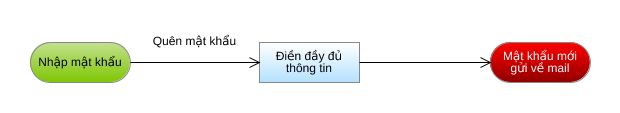 Nhập mật khẩu
Quên mật khẩu
Điền đầy đủ
thông tin
Mật khẩu mới
gửi về mail